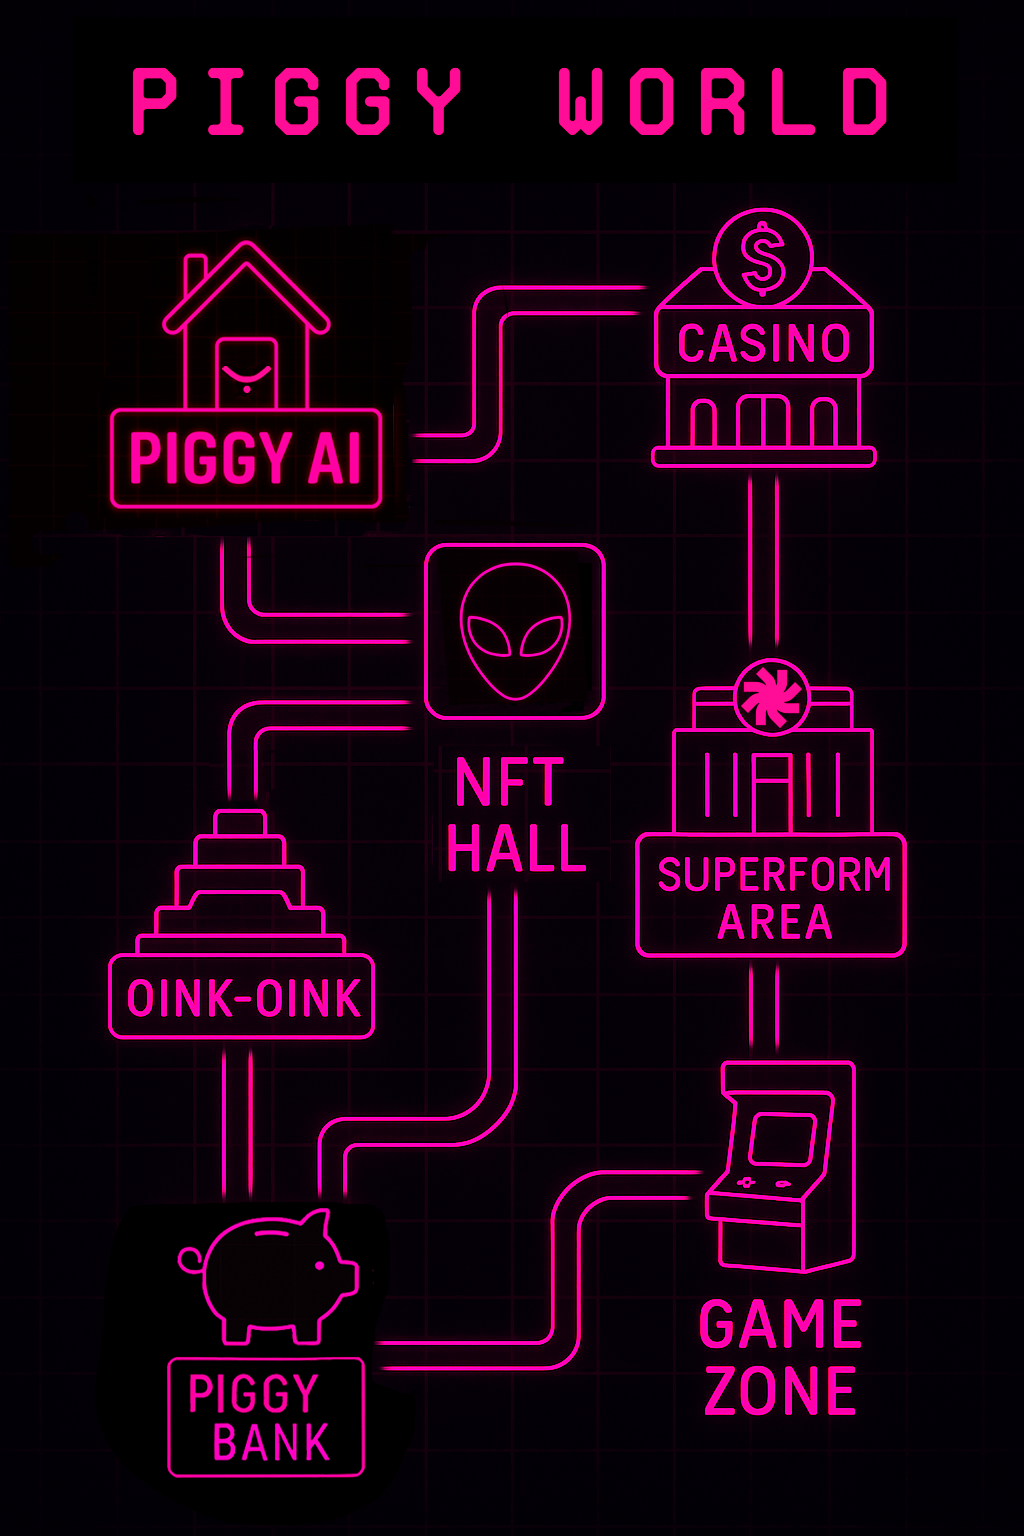 PIGGY WORLD
$
CASINO
PIGGY AI
NFT
HALL
SUPERFORM
AREA
OINK-OINK
PIGGY
BANK
GAME
ZONE